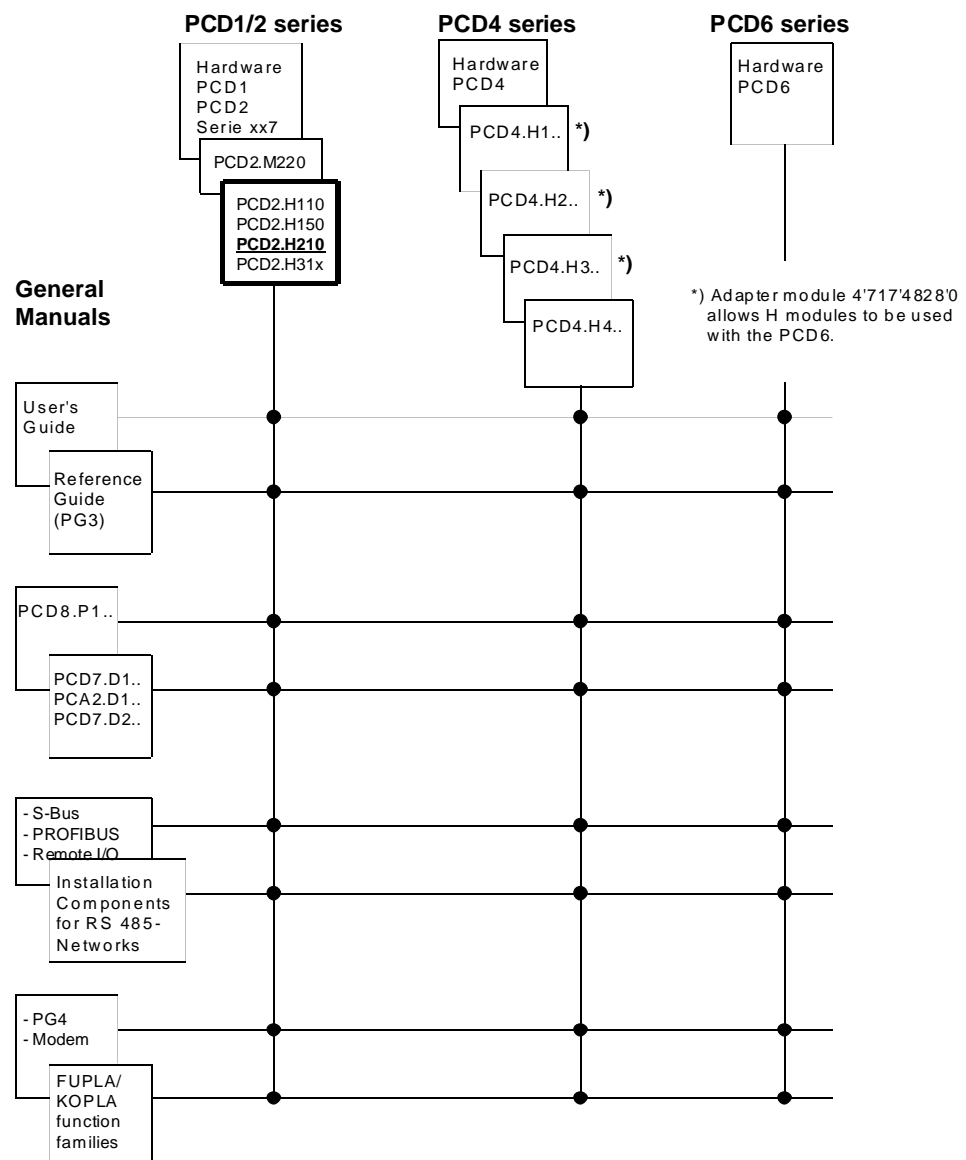 PCD1/2 series
PCD4 series
PCD6 series
Hardware
PCD1
PCD2
Serie xx7
PCD2.M220
PCD2.H110
PCD2.H150
PCD2.H210
PCD2.H31x
Hardware
PCD4
PCD4.H1.. *)
PCD4.H2.. *)
PCD4.H3.. *)
PCD4.H4..
Hardware
PCD6
*) Adapter module 4'717'4828'0
allows H modules to be used
with the PCD6.
General
Manuals
User's
Guide
Reference
Guide
(PG3)
PCD8.P1..
PCD7.D1..
PCA2.D1..
PCD7.D2..
- S-Bus
- PROFIBUS
- Remote I/O
Installation
Components
for RS 485-
Networks
- PG4
- Modem
FUPLA/
KOPLA
function
families